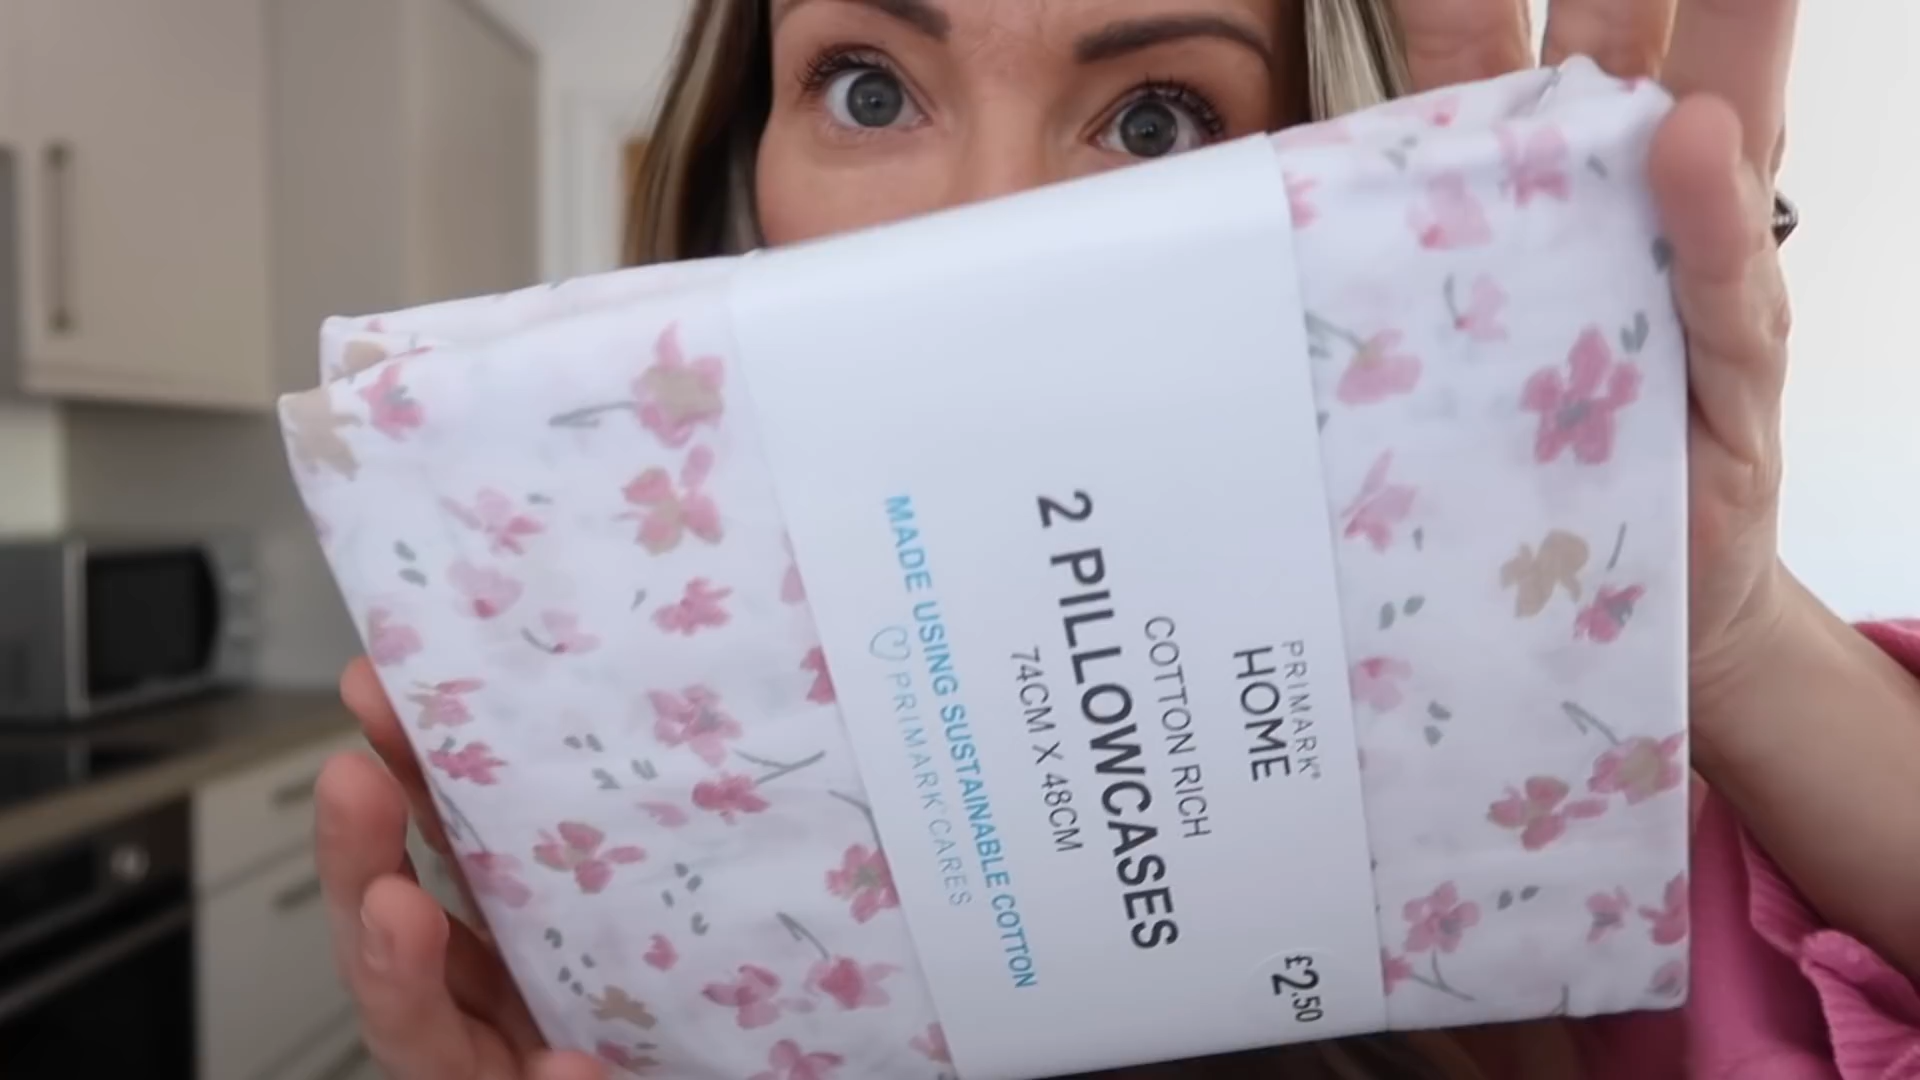 PRIMARK®
HOME
£2.50
COTTON RICH
2 PILLOWCASES
74CM X 48CM
MADE USING SUSTAINABLE COTTON
PRIMARK® CARES